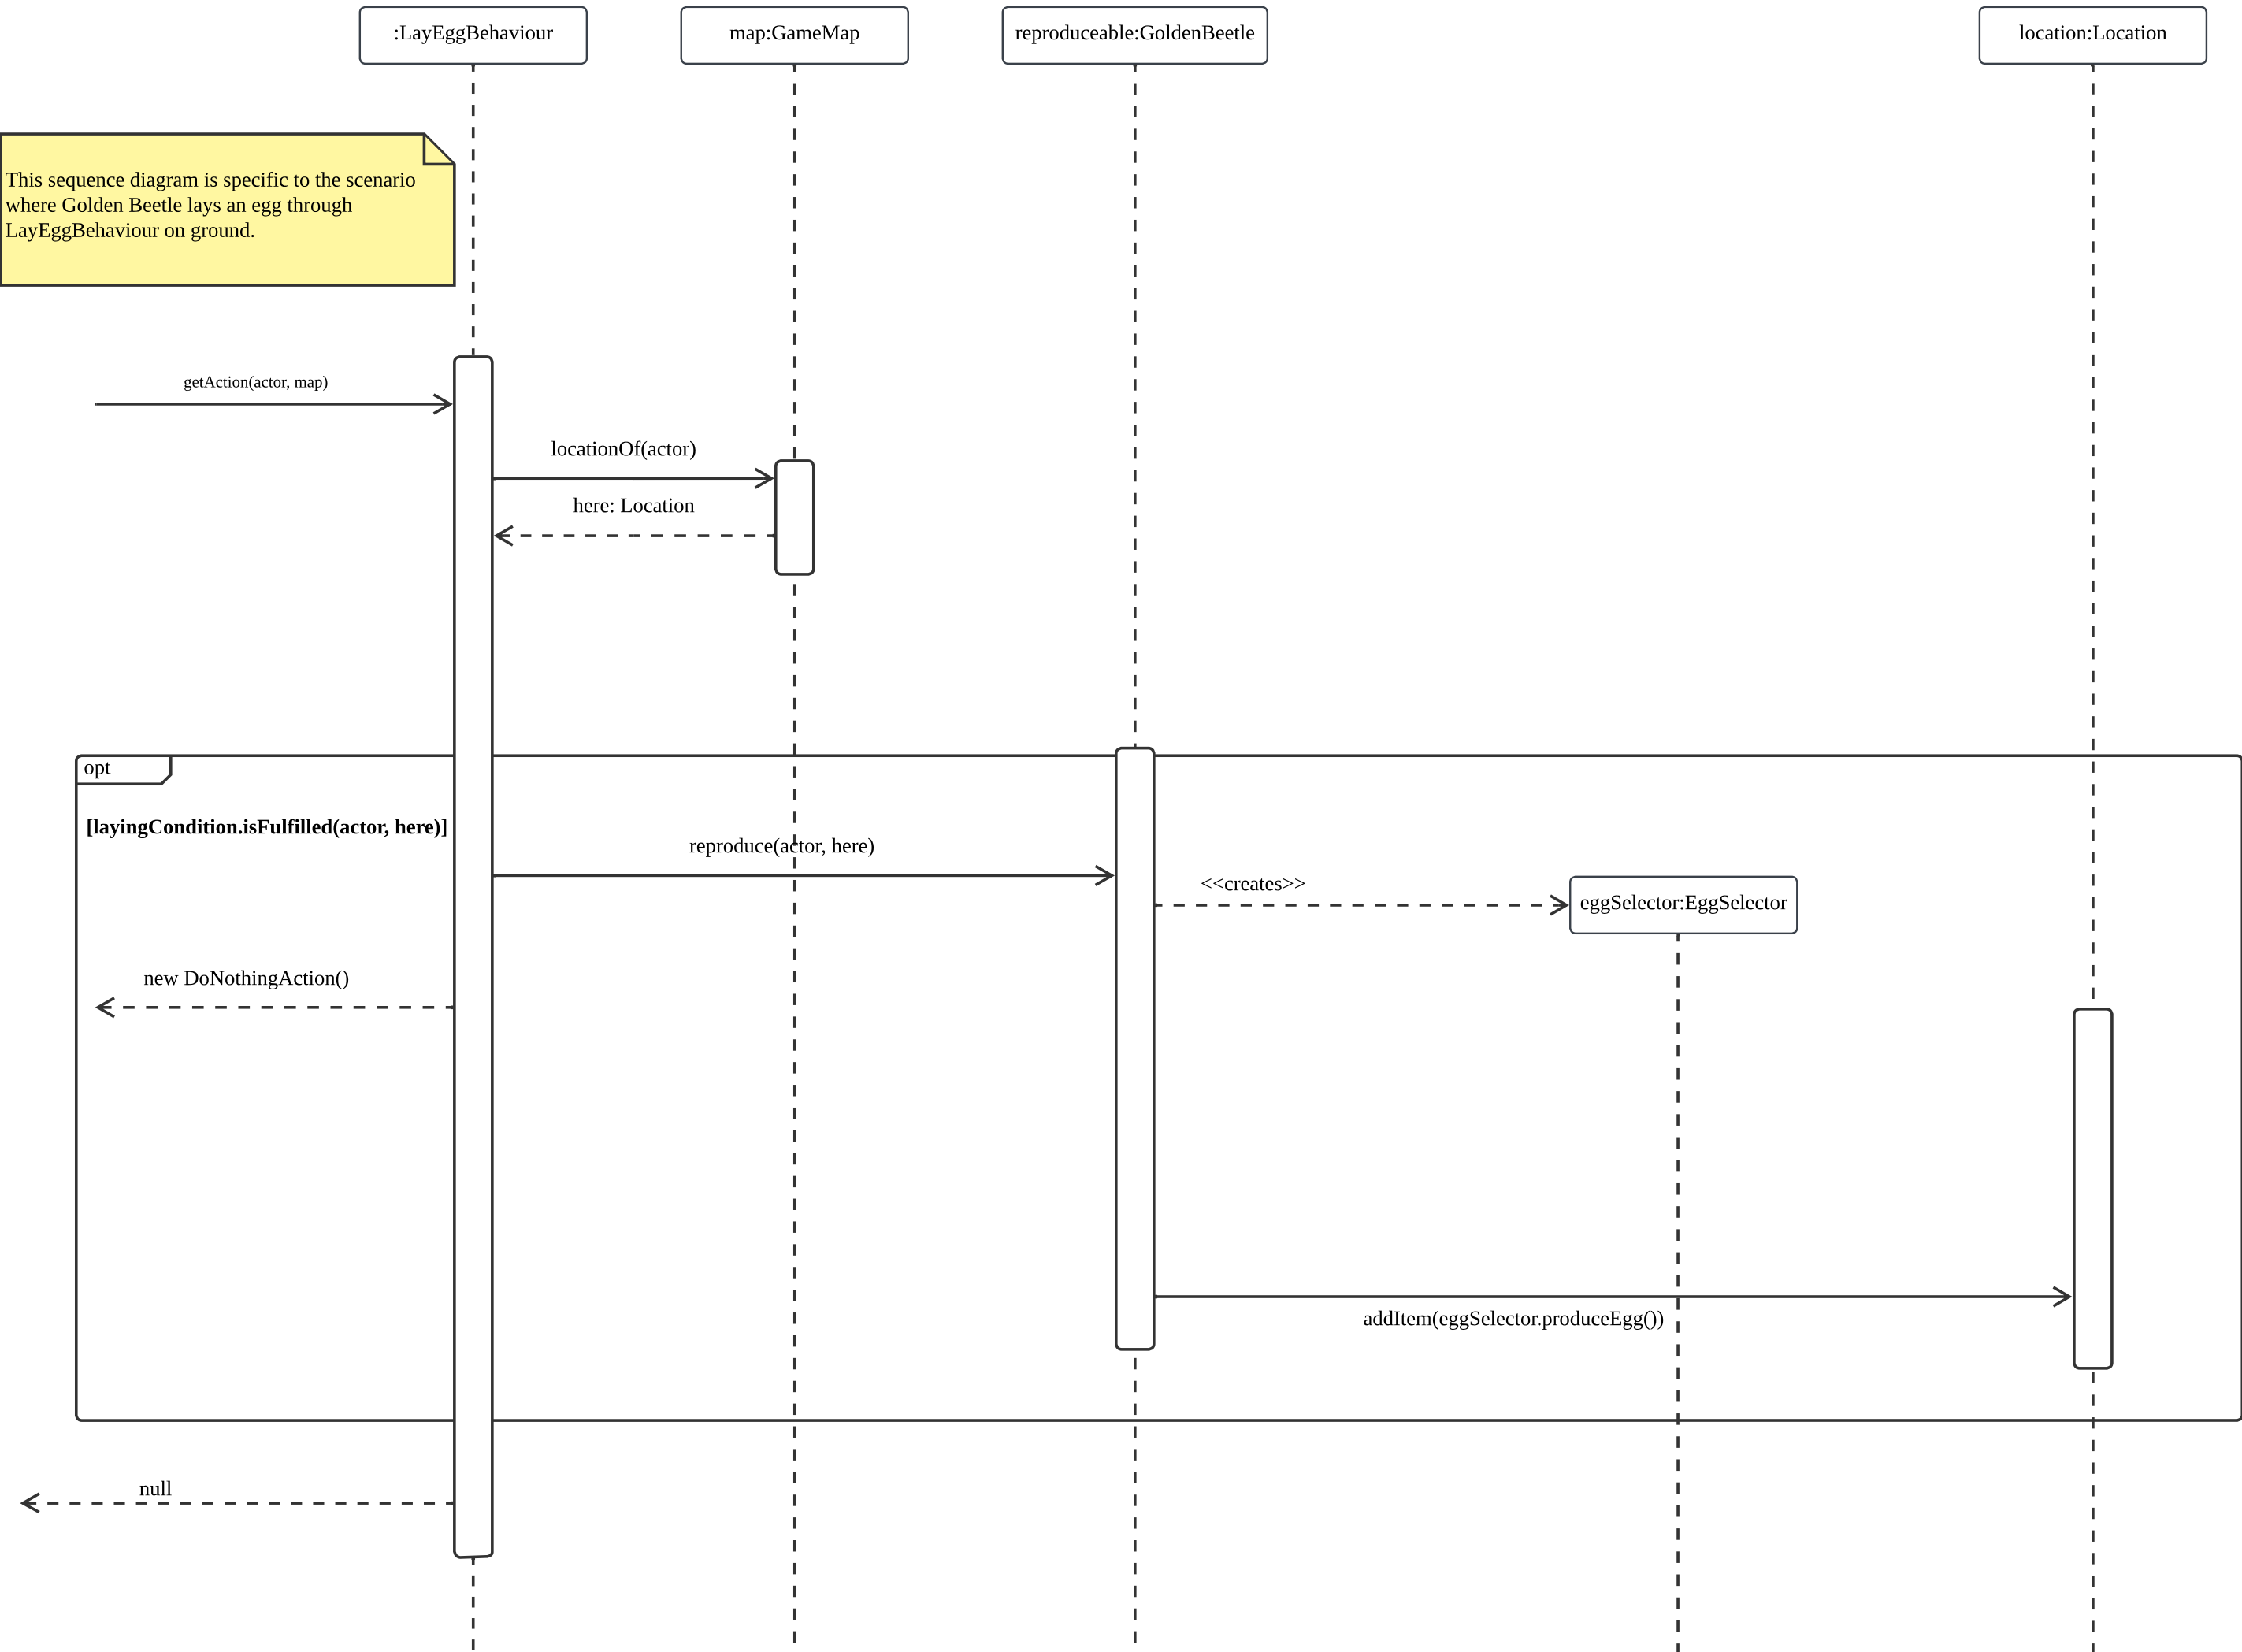 :LayEggBehaviour
map:GameMap
reproduceable:GoldenBeetle
location:Location
This sequence diagram is specific to the scenario
where Golden Beetle lays an egg through
LayEggBehaviour on ground.
getAction(actor, map)
locationOf(actor)
here: Location
opt
[layingCondition.isFulfilled(actor, here)]
reproduce(actor, here)
<<creates>>
eggSelector:EggSelector
new DoNothingAction()
addItem(eggSelector.produceEgg())
null